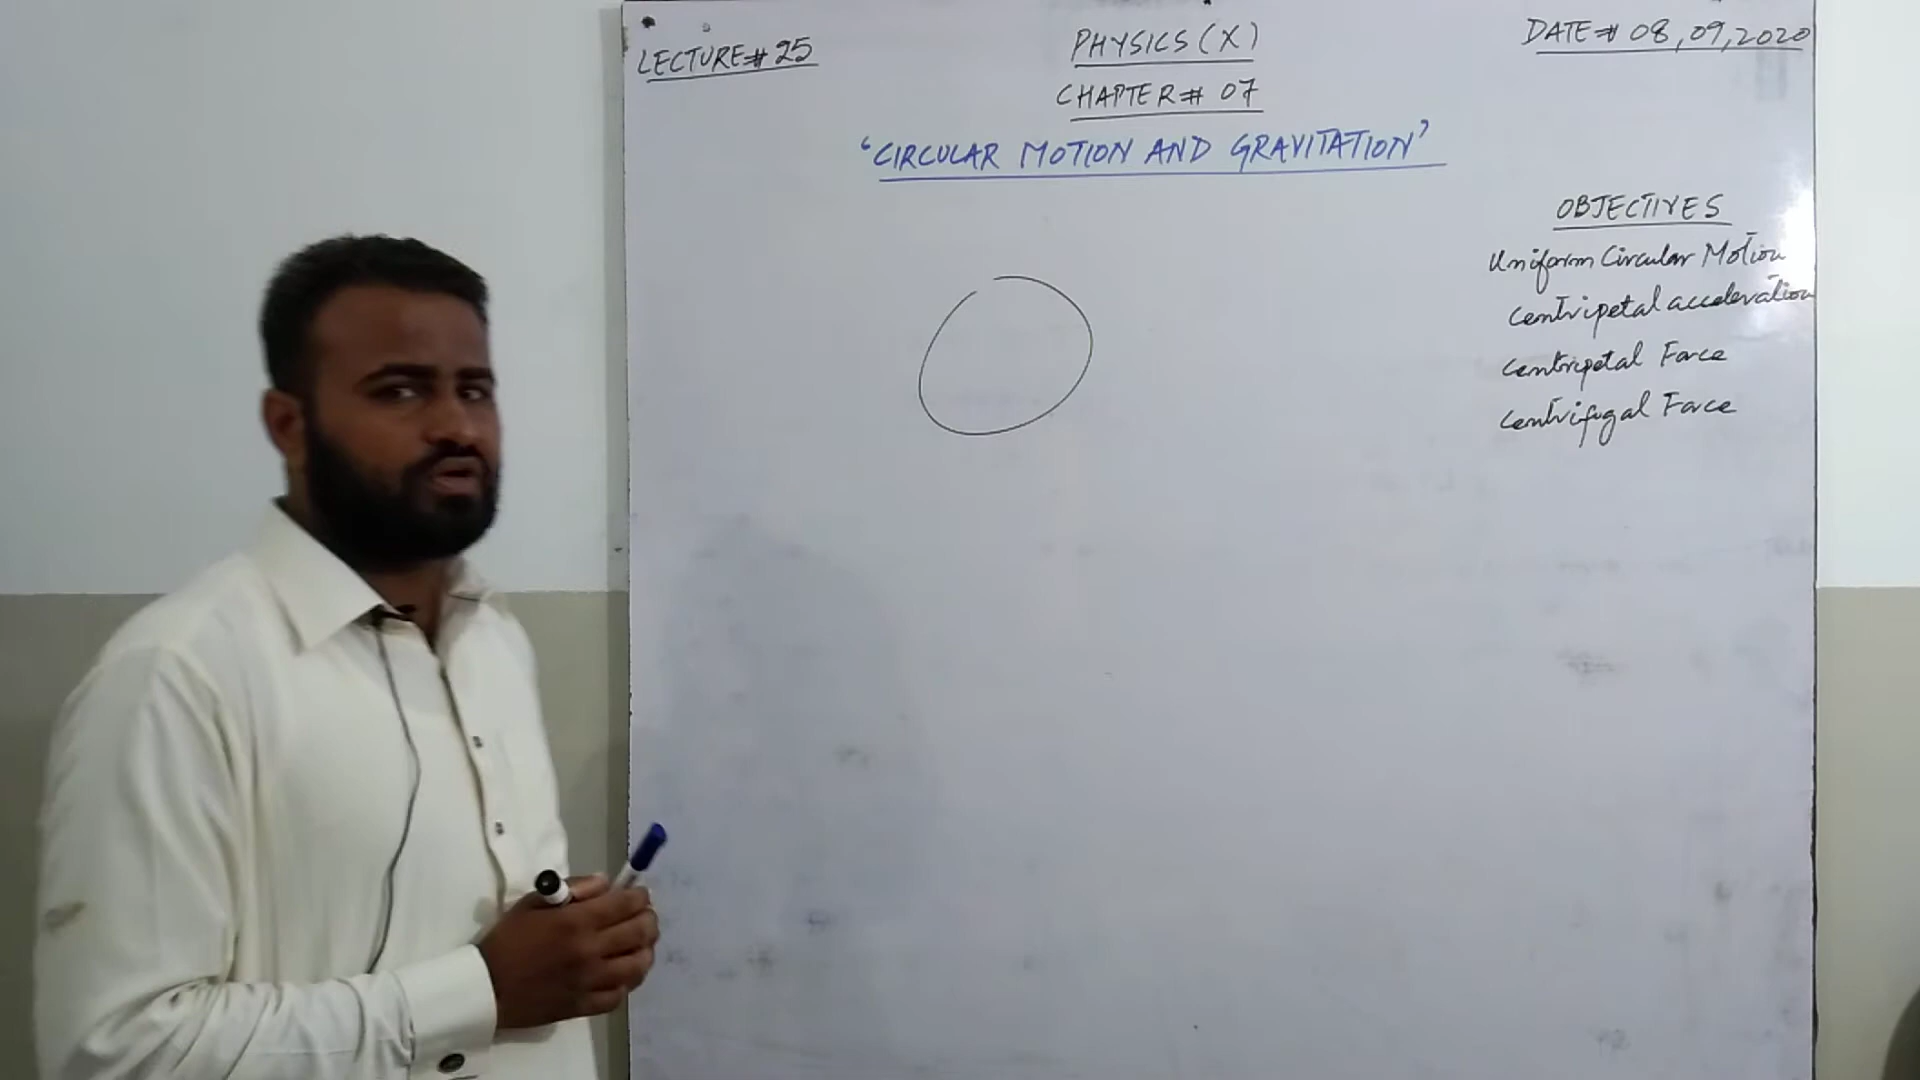 LECTURE# 25
PHYSICS (X)
DATE# 08,09,2020
CHAPTER# 07
"CIRCULAR MOTION AND GRAVITATION"
OBJECTIVES
Uniform Circular Motion
Centripetal acceleration
Centripetal Force
Centrifugal Force